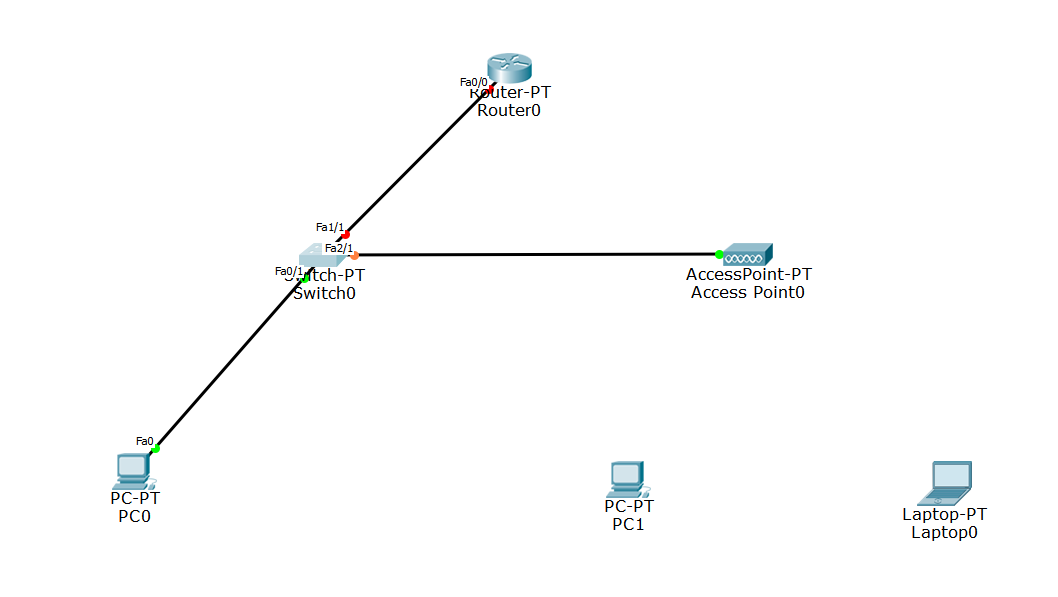 Fa0/0
Router-PT
Router0
Fa1/1
Fa2/1
Fa0/1
Switch-PT
Switch0
AccessPoint-PT
Access Point0
Fa0
PC-PT
PC0
PC-PT
PC1
Laptop-PT
Laptop0